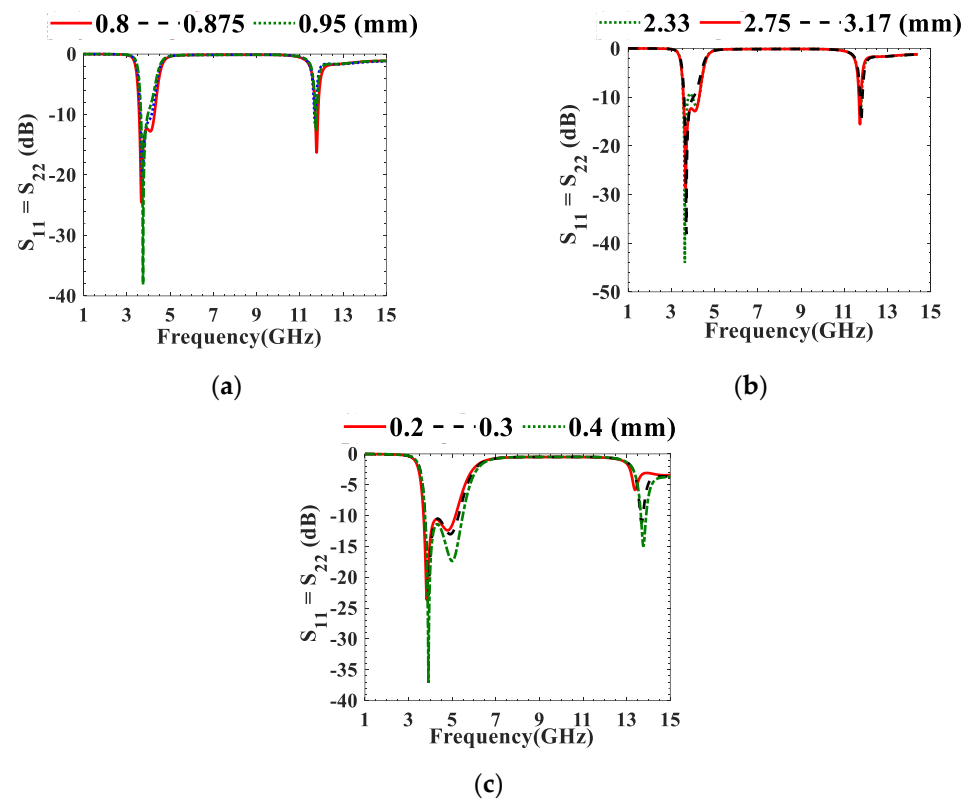 0.8 0.875 0.95 (mm)
0
-10
-20
-30
-40
S11 = S22 (dB)
1 3 5 7 9 11 13 15
Frequency(GHz)
(a)
2.33 2.75 3.17 (mm)
0
-10
-20
-30
-40
-50
S11 = S22 (dB)
1 3 5 7 9 11 13 15
Frequency(GHz)
(b)
0.2 0.3 0.4 (mm)
0
-5
-10
-15
-20
-25
-30
-35
-40
S11 = S22 (dB)
1 3 5 7 9 11 13 15
Frequency(GHz)
(c)